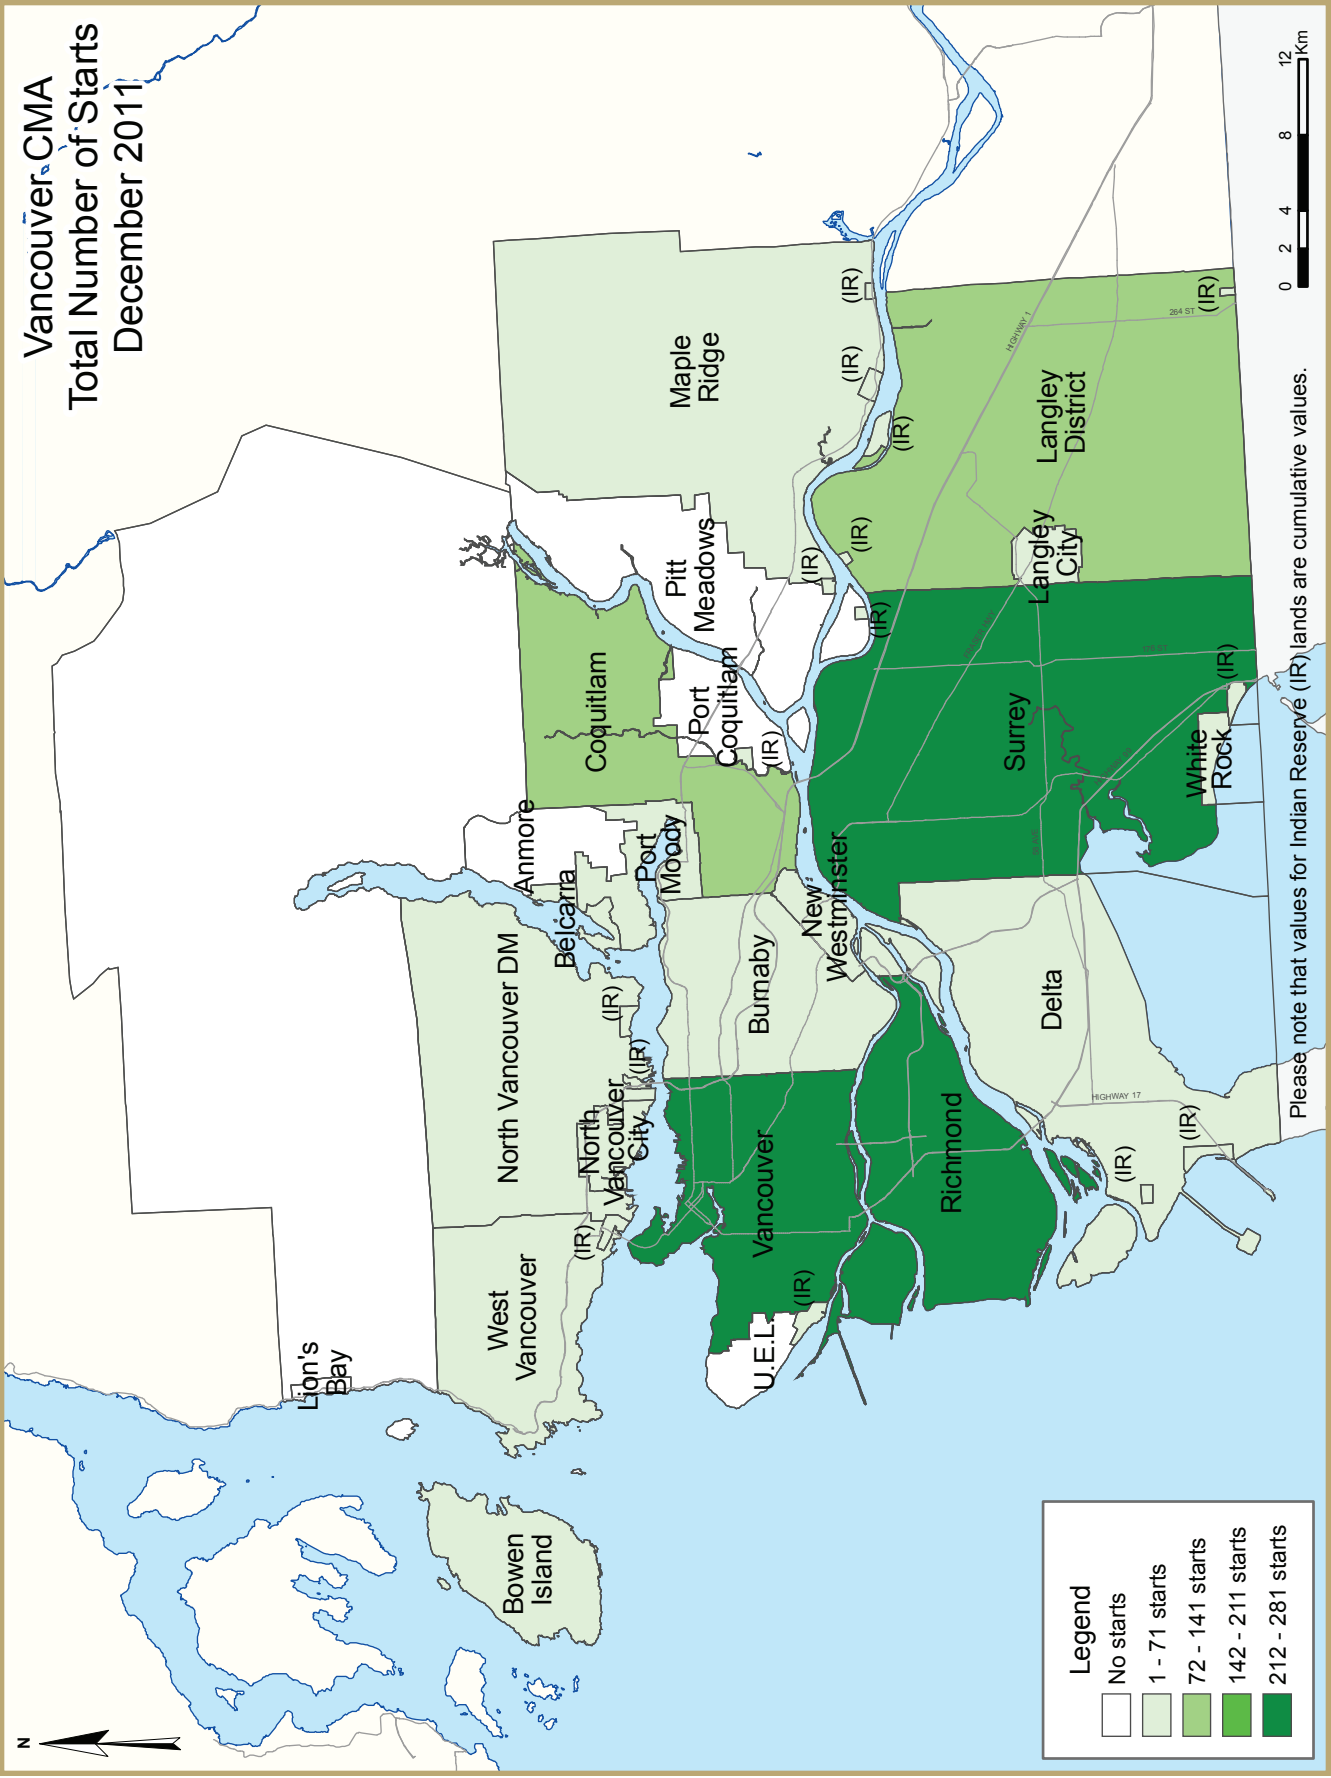 Vancouver CMA
Total Number of Starts
December 2011
N
Lion's
Bay
Bowen
Island
West
Vancouver
North Vancouver DM
North
Vancouver
City
(IR)
(IR)
(IR)
Belcarra
Anmore
Port
Moody
Coquitlam
Port
Coquitlam
(IR)
Pitt
Meadows
Maple
Ridge
(IR)
(IR)
(IR)
(IR)
(IR)
(IR)
U.E.L.
(IR)
Vancouver
Burnaby
New
Westminster
Richmond
Delta
HIGHWAY 17
(IR)
(IR)
Surrey
176 ST
White
Rock
(IR)
Langley
City
Langley
District
HIGHWAY 1
264 ST
(IR)
Legend
No starts
1 - 71 starts
72 - 141 starts
142 - 211 starts
212 - 281 starts
0 2 4 8 12
Km
Please note that values for Indian Reserve (IR) lands are cumulative values.